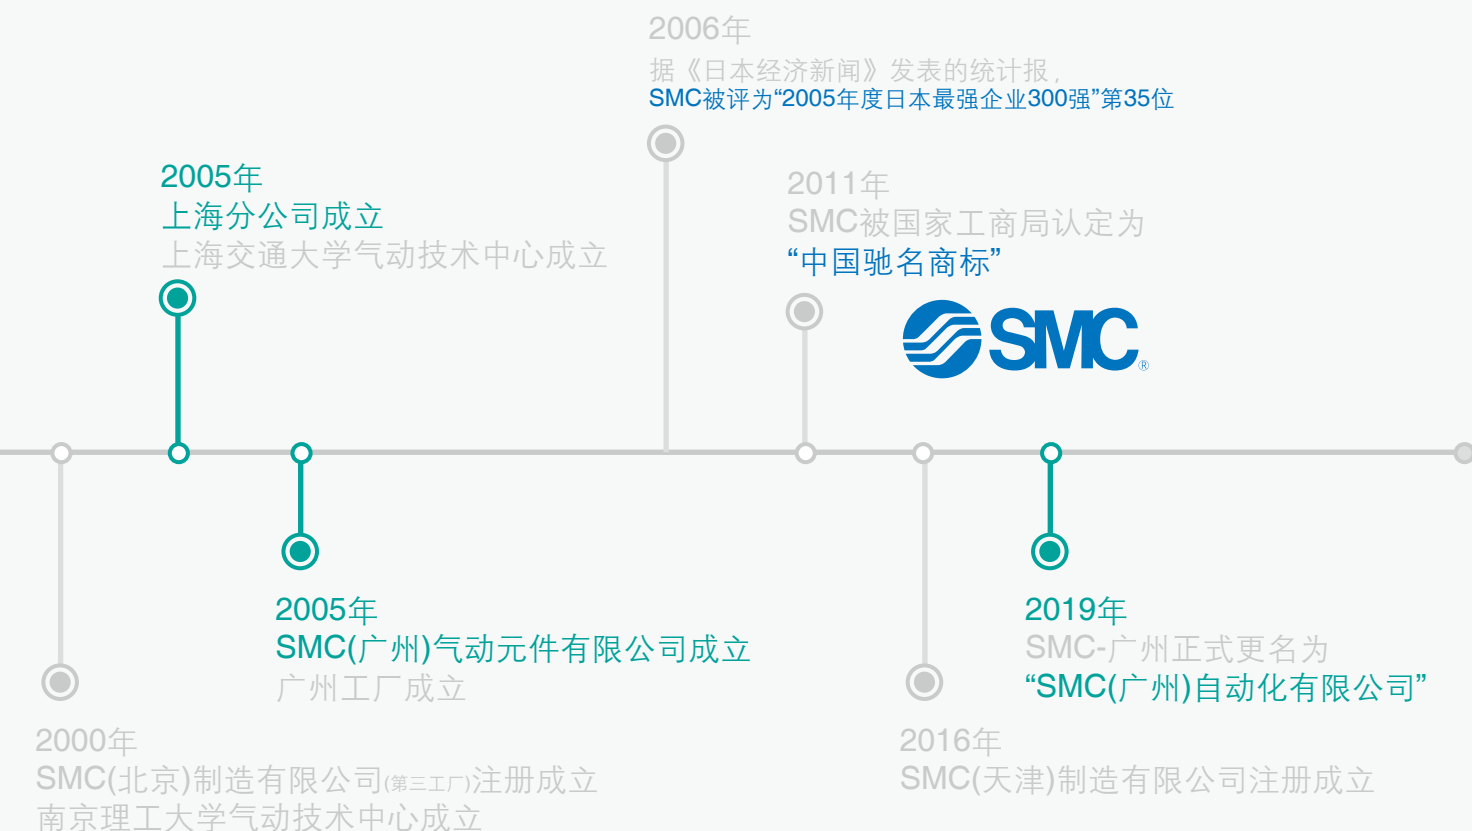 2006年
据《日本经济新闻》发表的统计报，
SMC被评为“2005年度日本最强企业300强”第35位
2005年
上海分公司成立
上海交通大学气动技术中心成立
2011年
SMC被国家工商局认定为
“中国驰名商标”
SMC®
2005年
SMC(广州)气动元件有限公司成立
广州工厂成立
2019年
SMC-广州正式更名为
“SMC(广州)自动化有限公司”
2000年
SMC(北京)制造有限公司(第三工厂)注册成立
南京理工大学气动技术中心成立
2016年
SMC(天津)制造有限公司注册成立